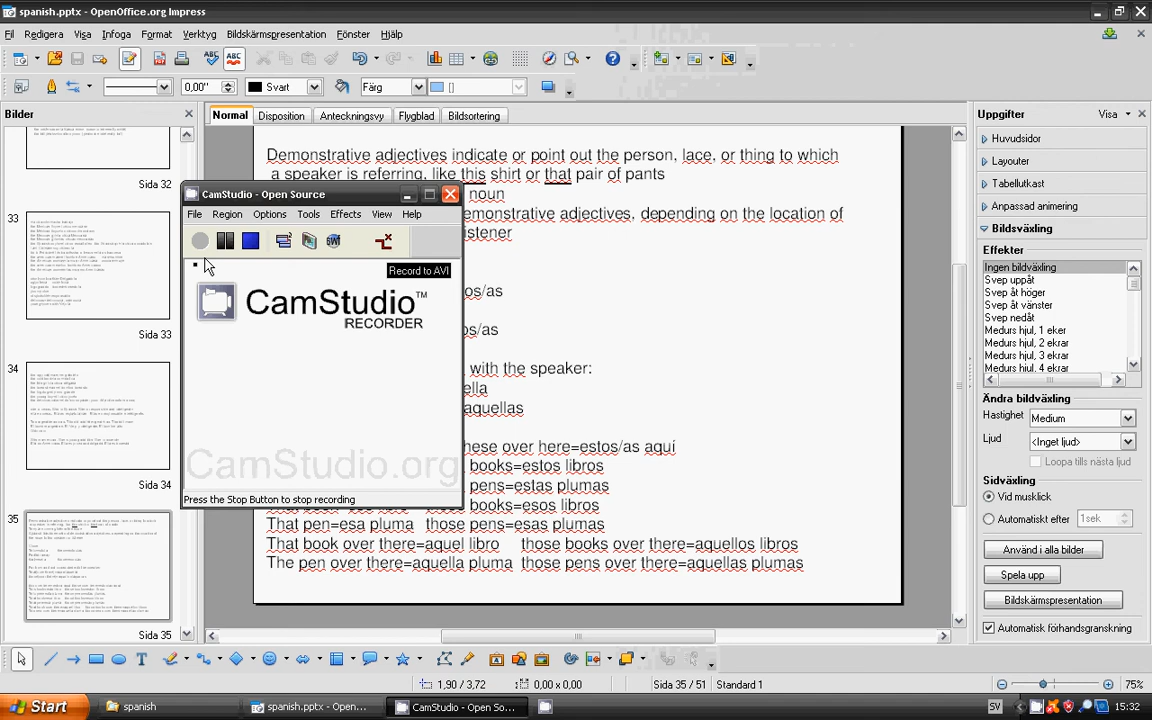 spanish.pptx - OpenOffice.org Impress
Fil Redigera Visa Infoga Format Verktyg Bildskärmspresentation Fönster Hjälp
0,00" Svart Färg
Bilder
Normal Disposition Anteckningsvy Flygblad Bildsortering
Uppgifter Visa
Sida 32
33
Sida 33
34
Sida 34
35
Sida 35
Demonstrative adjectives indicate or point out the person, lace, or thing to which
a speaker is referring, like this shirt or that pair of pants
noun
emonstrative adjectives, depending on the location of
istener
os/as
os/as
with the speaker:
ella
aquellas
hese over here=estos/as aquí
books=estos libros
pens=estas plumas
books=esos libros
That pen=esa pluma those pens=esas plumas
That book over there=aquel libro those books over there=aquellos libros
The pen over there=aquella pluma those pens over there=aquellas plumas
CamStudio - Open Source
File Region Options Tools Effects View Help
Record to AVI
CamStudio™
RECORDER
CamStudio.org
Press the Stop Button to stop recording
Huvudsidor
Layouter
Tabellutkast
Anpassad animering
Bildsväxling
Effekter
Ingen bildväxling
Svep uppåt
Svep åt höger
Svep åt vänster
Svep nedåt
Medurs hjul, 1 eker
Medurs hjul, 2 ekrar
Medurs hjul, 3 ekrar
Medurs hjul, 4 ekrar
Ändra bildväxling
Hastighet Medium
Ljud <Inget ljud>
Loopa tills nästa ljud
Sidväxling
Vid musklick
Automatiskt efter 1sek
Använd i alla bilder
Spela upp
Bildskärmspresentation
Automatisk förhandsgranskning
1,90 / 3,72 0,00 x 0,00 Sida 35 / 51 Standard 1 75%
Start spanish spanish.pptx - Openn... CamStudio - Open So... SV 15:32